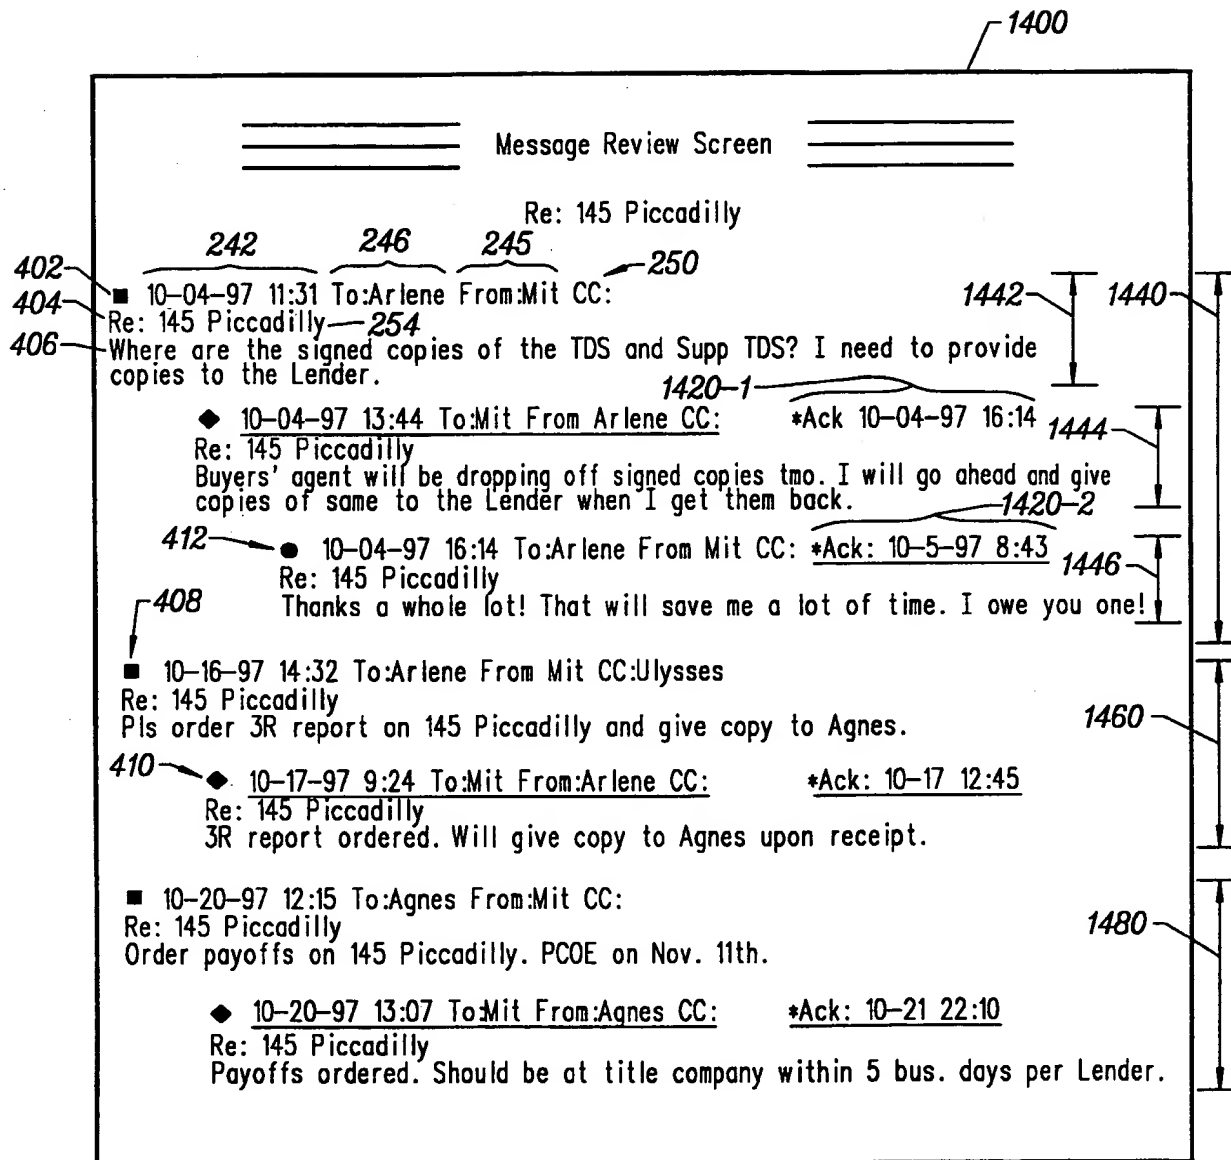 1400
Message Review Screen
Re: 145 Piccadilly
242 246 245
402 250
■ 10-04-97 11:31 To:Arlene From:Mit CC:
1442 1440
404 Re: 145 Piccadilly 254
406 Where are the signed copies of the TDS and Supp TDS? I need to provide
copies to the Lender.
1420-1
◆ 10-04-97 13:44 To:Mit From Arlene CC: *Ack 10-04-97 16:14
1444
Re: 145 Piccadilly
Buyers' agent will be dropping off signed copies tmo. I will go ahead and give
copies of same to the Lender when I get them back.
1420-2
412 ● 10-04-97 16:14 To:Arlene From Mit CC: *Ack: 10-5-97 8:43
1446
Re: 145 Piccadilly
Thanks a whole lot! That will save me a lot of time. I owe you one!
408
■ 10-16-97 14:32 To:Arlene From Mit CC:Ulysses
Re: 145 Piccadilly
Pls order 3R report on 145 Piccadilly and give copy to Agnes.
1460
410 ◆ 10-17-97 9:24 To:Mit From:Arlene CC: *Ack: 10-17 12:45
Re: 145 Piccadilly
3R report ordered. Will give copy to Agnes upon receipt.
■ 10-20-97 12:15 To:Agnes From:Mit CC:
Re: 145 Piccadilly
1480
Order payoffs on 145 Piccadilly. PCOE on Nov. 11th.
◆ 10-20-97 13:07 To:Mit From:Agnes CC: *Ack: 10-21 22:10
Re: 145 Piccadilly
Payoffs ordered. Should be at title company within 5 bus. days per Lender.